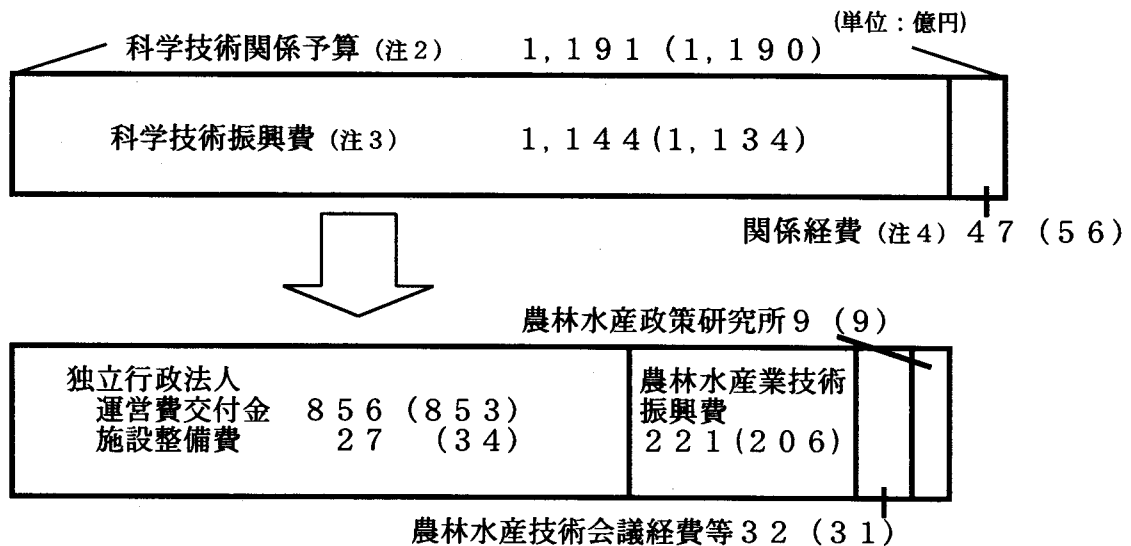 (単位:億円)
科学技術関係予算 (注2) 1,191 (1,190)
科学技術振興費 (注3) 1,144(1,134)
関係経費 (注4) 47 (56)
農林水産政策研究所9 (9)
独立行政法人
運営費交付金 856 (853)
施設整備費 27 (34)
農林水産業技術
振興費
221(206)
農林水産技術会議経費等32 (31)